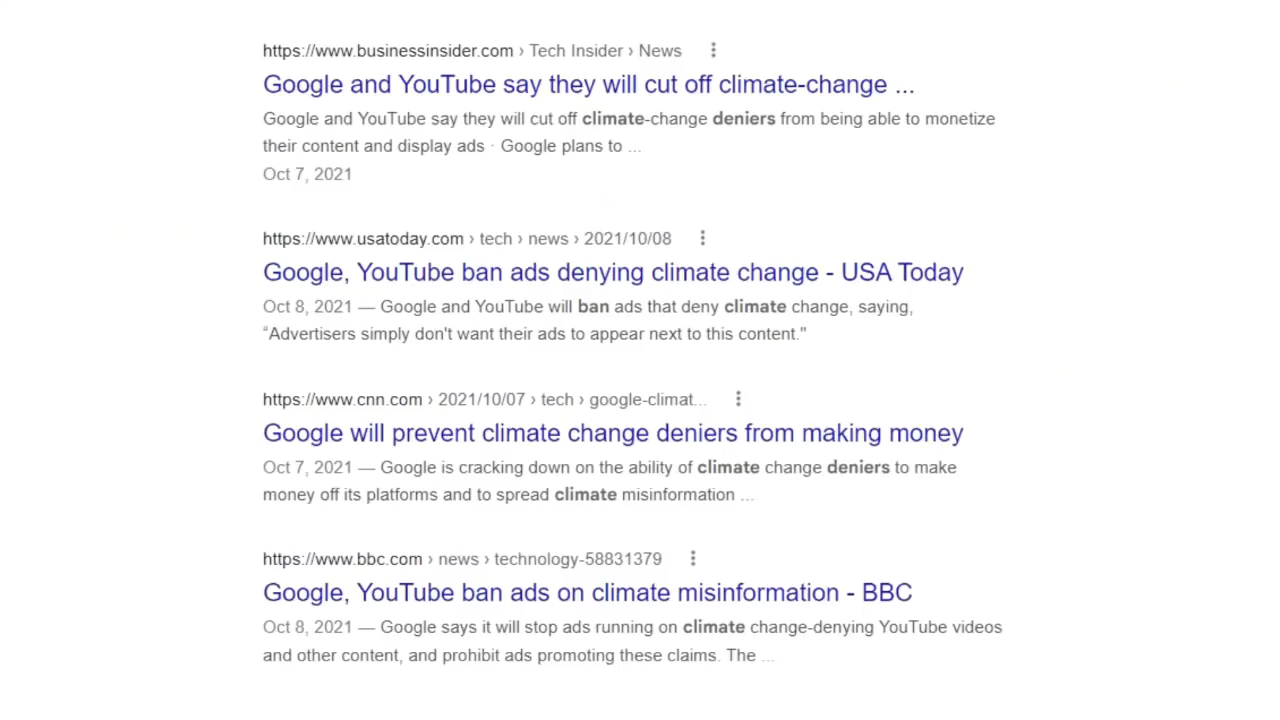 https://www.businessinsider.com › Tech Insider › News
Google and YouTube say they will cut off climate-change ...
Google and YouTube say they will cut off climate-change deniers from being able to monetize
their content and display ads · Google plans to ...
Oct 7, 2021
https://www.usatoday.com › tech › news › 2021/10/08
Google, YouTube ban ads denying climate change - USA Today
Oct 8, 2021 — Google and YouTube will ban ads that deny climate change, saying,
“Advertisers simply don't want their ads to appear next to this content."
https://www.cnn.com › 2021/10/07 › tech › google-climat...
Google will prevent climate change deniers from making money
Oct 7, 2021 — Google is cracking down on the ability of climate change deniers to make
money off its platforms and to spread climate misinformation ...
https://www.bbc.com › news › technology-58831379
Google, YouTube ban ads on climate misinformation - BBC
Oct 8, 2021 — Google says it will stop ads running on climate change-denying YouTube videos
and other content, and prohibit ads promoting these claims. The ...